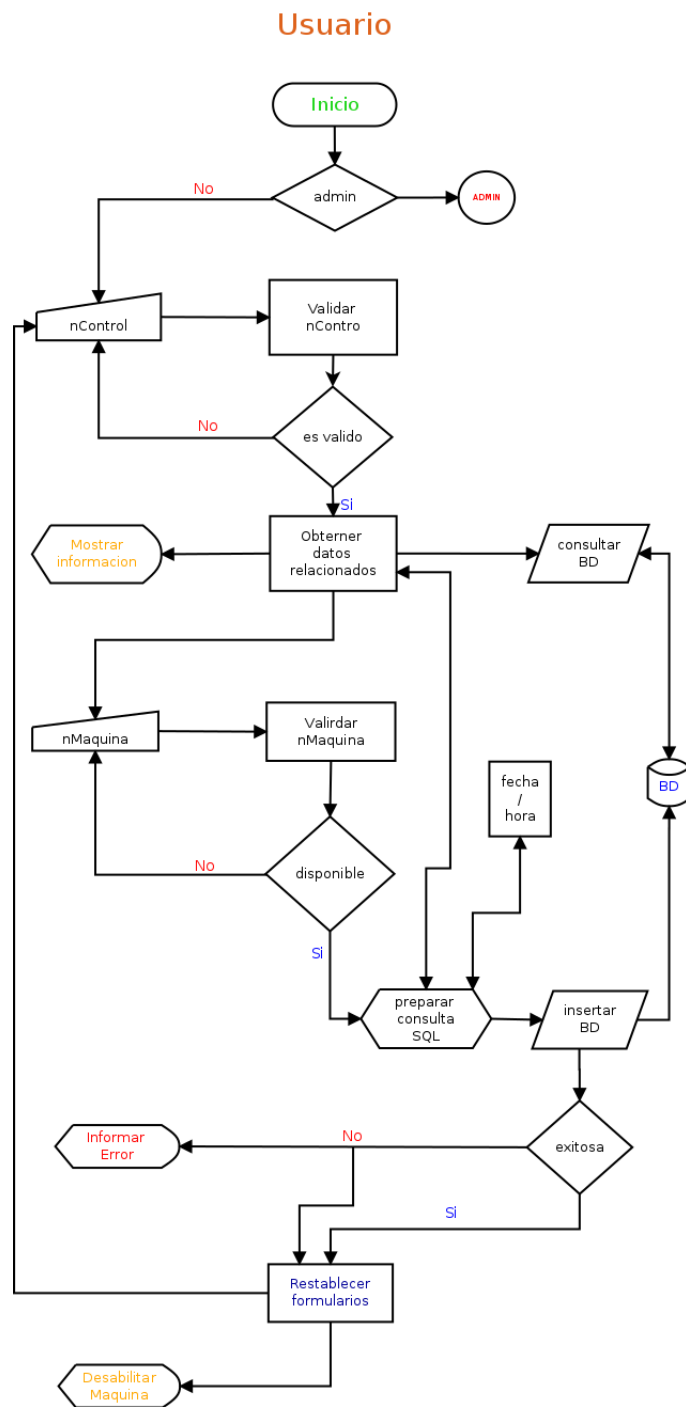 Usuario
Inicio
admin
ADMIN
No
nControl
Validar
nContro
es valido
No
Si
Obterner
datos
relacionados
Mostrar
informacion
consultar
BD
nMaquina
Valirdar
nMaquina
fecha
/
hora
BD
disponible
No
Si
preparar
consulta
SQL
insertar
BD
exitosa
No
Informar
Error
Si
Restablecer
formularios
Desabilitar
Maquina